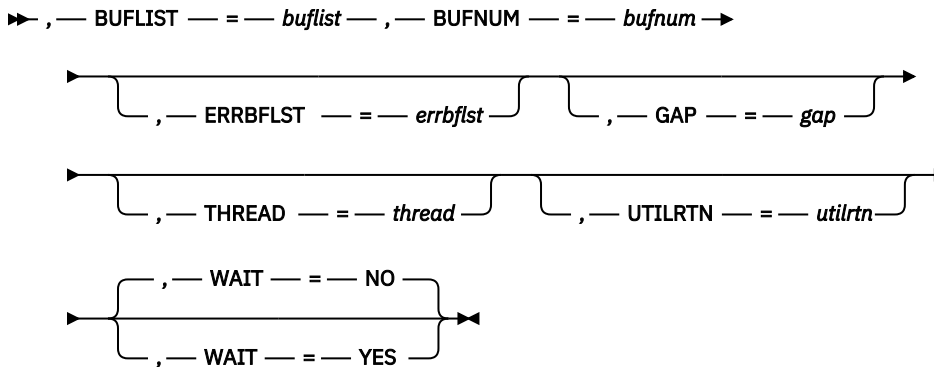 , BUFLIST = buflist , BUFNUM = bufnum
, ERRBFLST = errbflst , GAP = gap
, THREAD = thread , UTILRTN = utilrtn
, WAIT = NO
, WAIT = YES